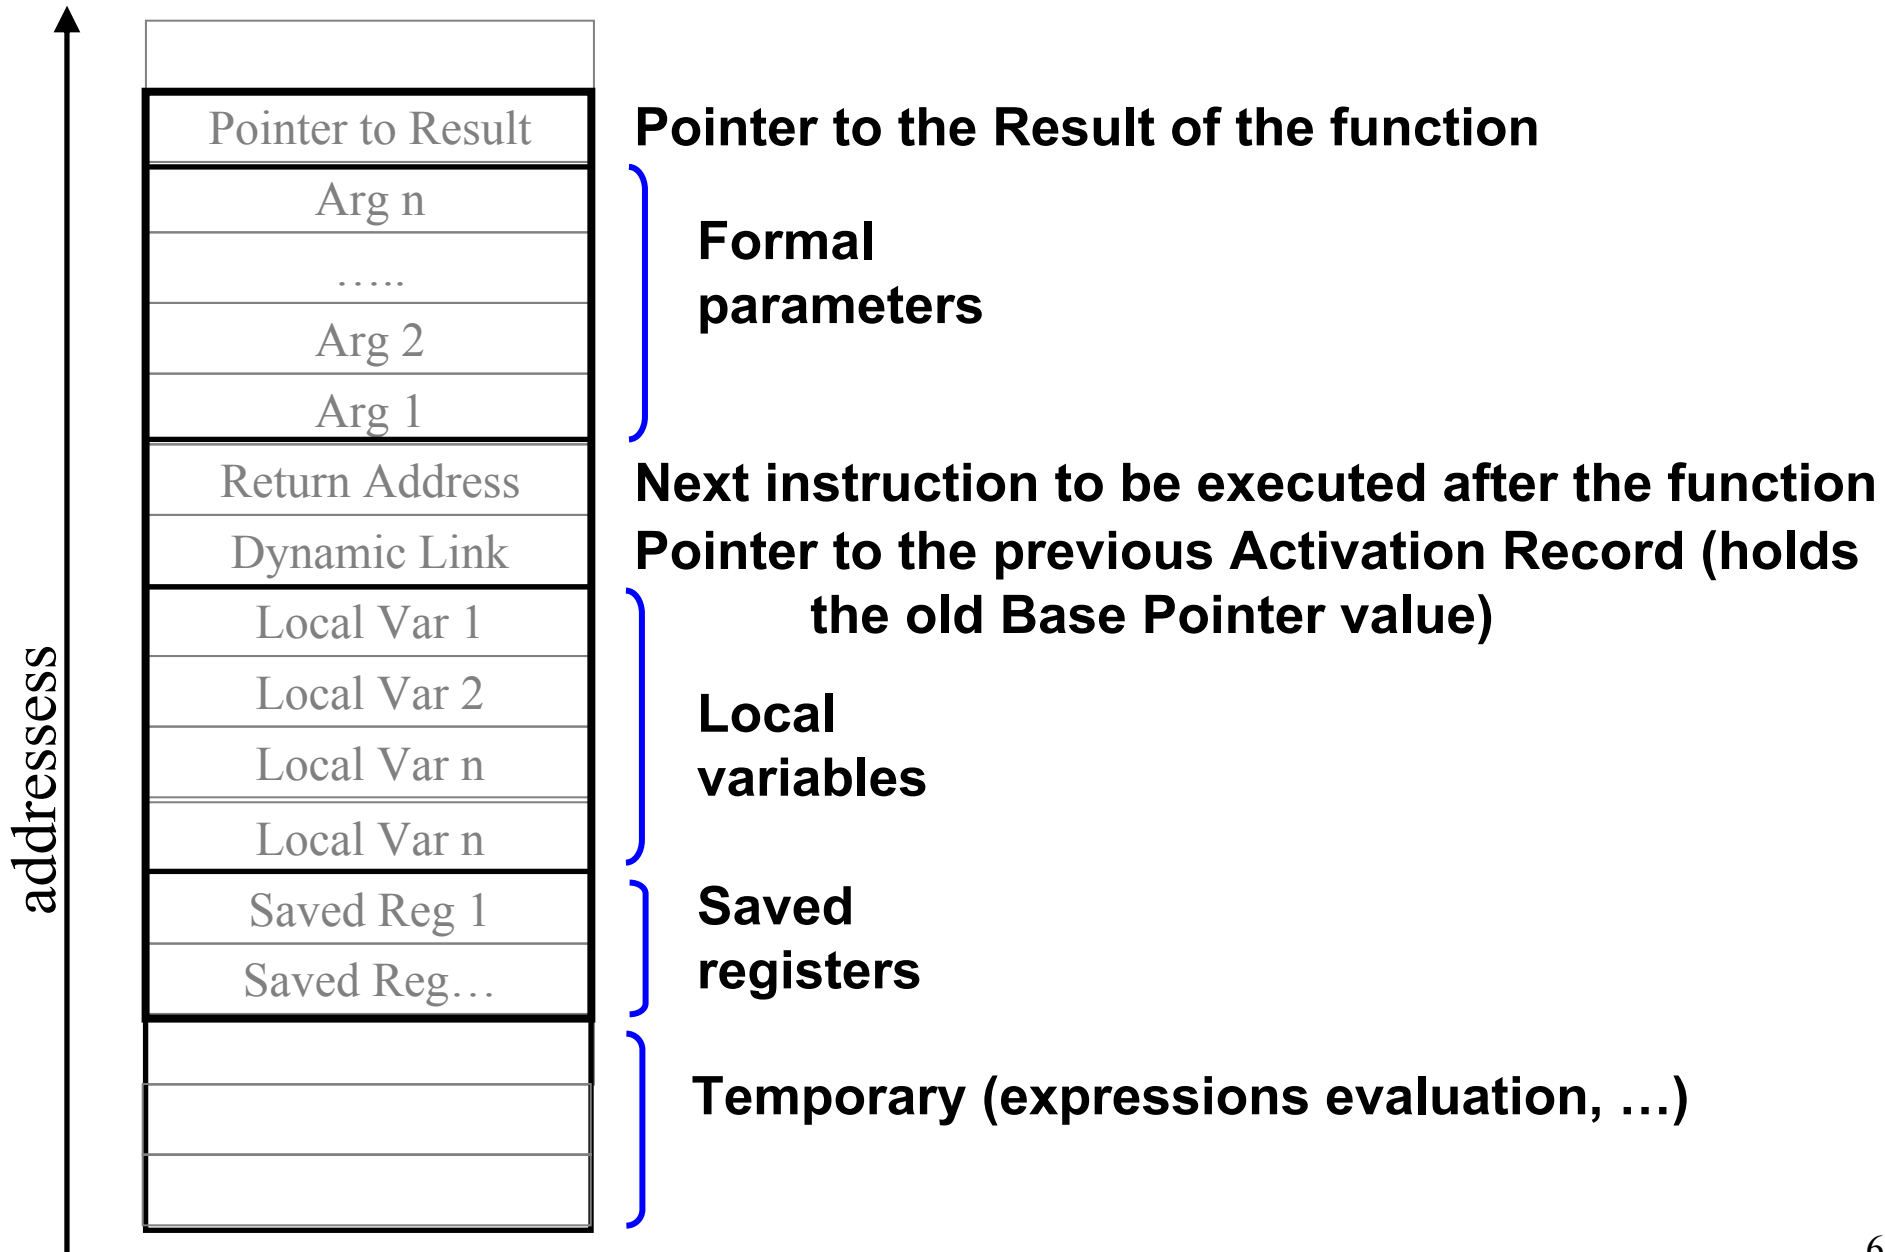 Pointer to Result
Pointer to the Result of the function
Arg n
…..
Arg 2
Arg 1
Formal
parameters
Return Address
Next instruction to be executed after the function
Dynamic Link
Pointer to the previous Activation Record (holds
the old Base Pointer value)
Local Var 1
Local Var 2
Local Var n
Local Var n
Local
variables
Saved Reg 1
Saved Reg…
Saved
registers
Temporary (expressions evaluation, …)
addressess
6